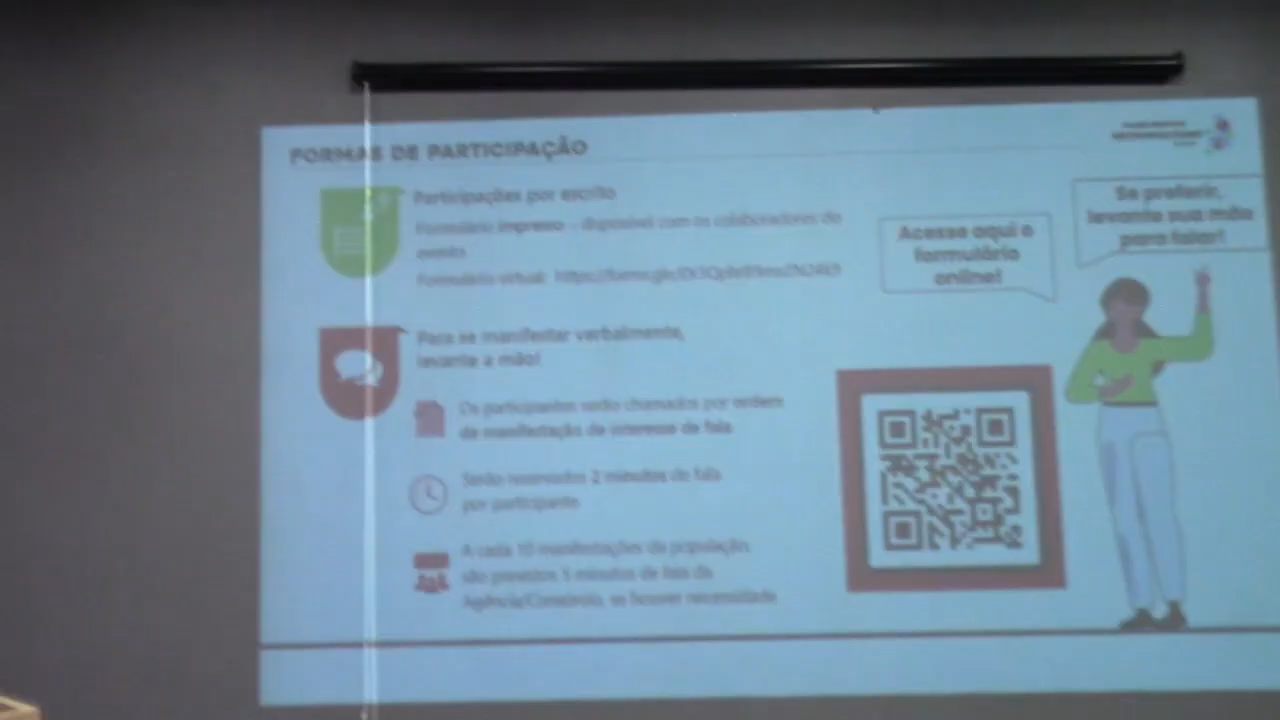 FORMAS DE PARTICIPAÇÃO
Participações por escrito
Formulário impresso - disponível com os colaboradores do
evento
Formulário virtual:
Para se manifestar verbalmente,
levante a mão!
Os participantes serão chamados por ordem
da manifestação de interesse de fala
Serão reservados 2 minutos de fala
por participante
A cada 10 manifestações da população,
são previstos 5 minutos de fala da
Agência/Consórcio, se houver necessidade
Acesse aqui o
formulário
online!
Se preferir,
levante sua mão
para falar!